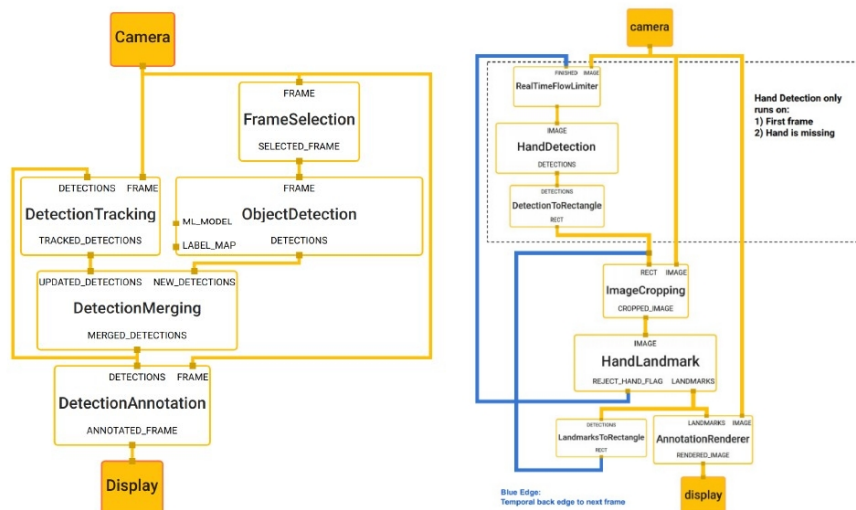 Camera
FRAME
FrameSelection
SELECTED_FRAME
DETECTIONS FRAME
DetectionTracking
TRACKED_DETECTIONS
FRAME
ML_MODEL
ObjectDetection
LABEL_MAP
DETECTIONS
UPDATED_DETECTIONS NEW_DETECTIONS
DetectionMerging
MERGED_DETECTIONS
DETECTIONS FRAME
DetectionAnnotation
ANNOTATED_FRAME
Display
camera
FINISHED IMAGE
RealTimeFlowLimiter
IMAGE
HandDetection
DETECTIONS
DETECTIONS
DetectionToRectangle
RECT
Hand Detection only
runs on:
1) First frame
2) Hand is missing
RECT IMAGE
ImageCropping
CROPPED_IMAGE
IMAGE
HandLandmark
REJECT_HAND_FLAG LANDMARKS
DETECTIONS
LandmarksToRectangle
RECT
LANDMARKS IMAGE
AnnotationRenderer
RENDERED_IMAGE
display
Blue Edge:
Temporal back edge to next frame